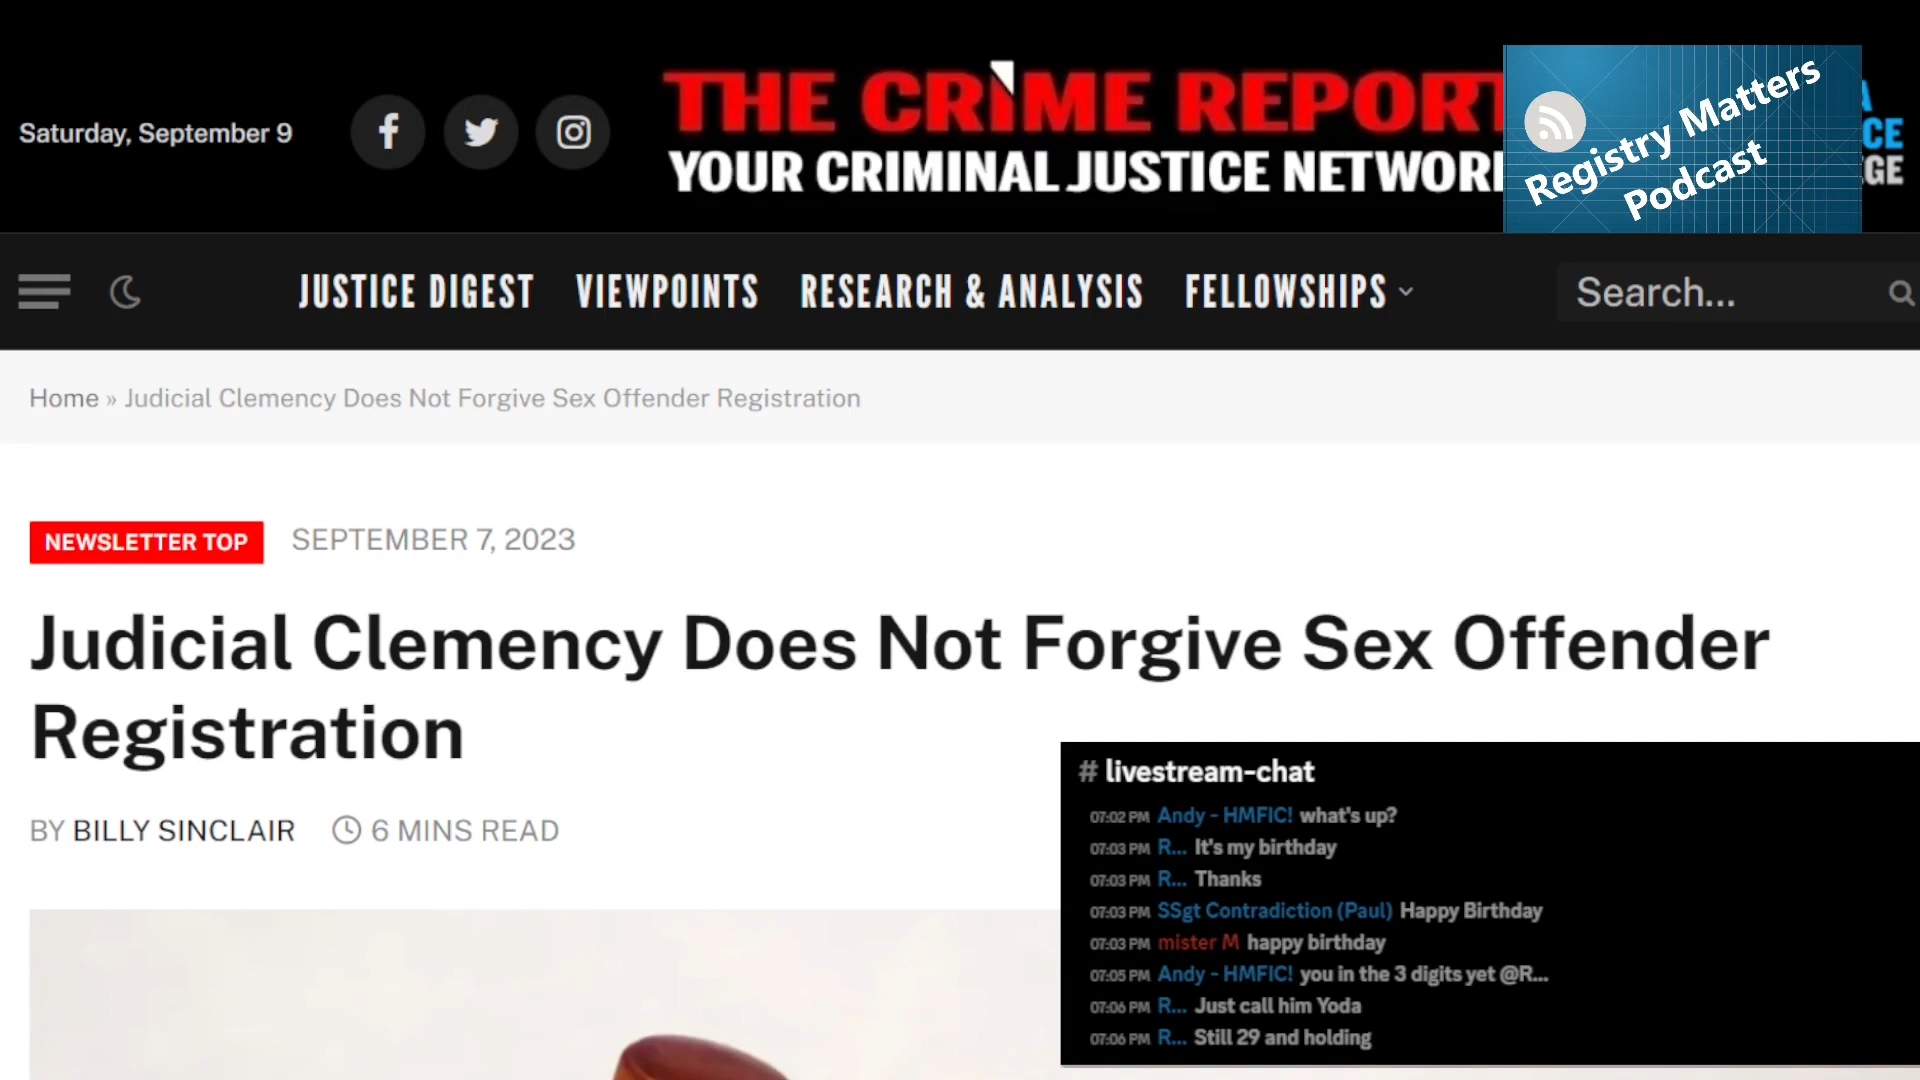 Saturday, September 9
THE CRIME REPORT
YOUR CRIMINAL JUSTICE NETWOR
Registry Matters
Podcast
A
CE
GE
JUSTICE DIGEST VIEWPOINTS RESEARCH & ANALYSIS FELLOWSHIPS Search...
Home » Judicial Clemency Does Not Forgive Sex Offender Registration
NEWSLETTER TOP SEPTEMBER 7, 2023
Judicial Clemency Does Not Forgive Sex Offender
Registration
BY BILLY SINCLAIR 6 MINS READ
# livestream-chat
07:02 PM Andy - HMFIC! what's up?
07:03 PM R... It's my birthday
07:03 PM R... Thanks
07:03 PM SSgt Contradiction (Paul) Happy Birthday
07:03 PM mister M happy birthday
07:05 PM Andy - HMFIC! you in the 3 digits yet @R...
07:06 PM R... Just call him Yoda
07:06 PM R... Still 29 and holding